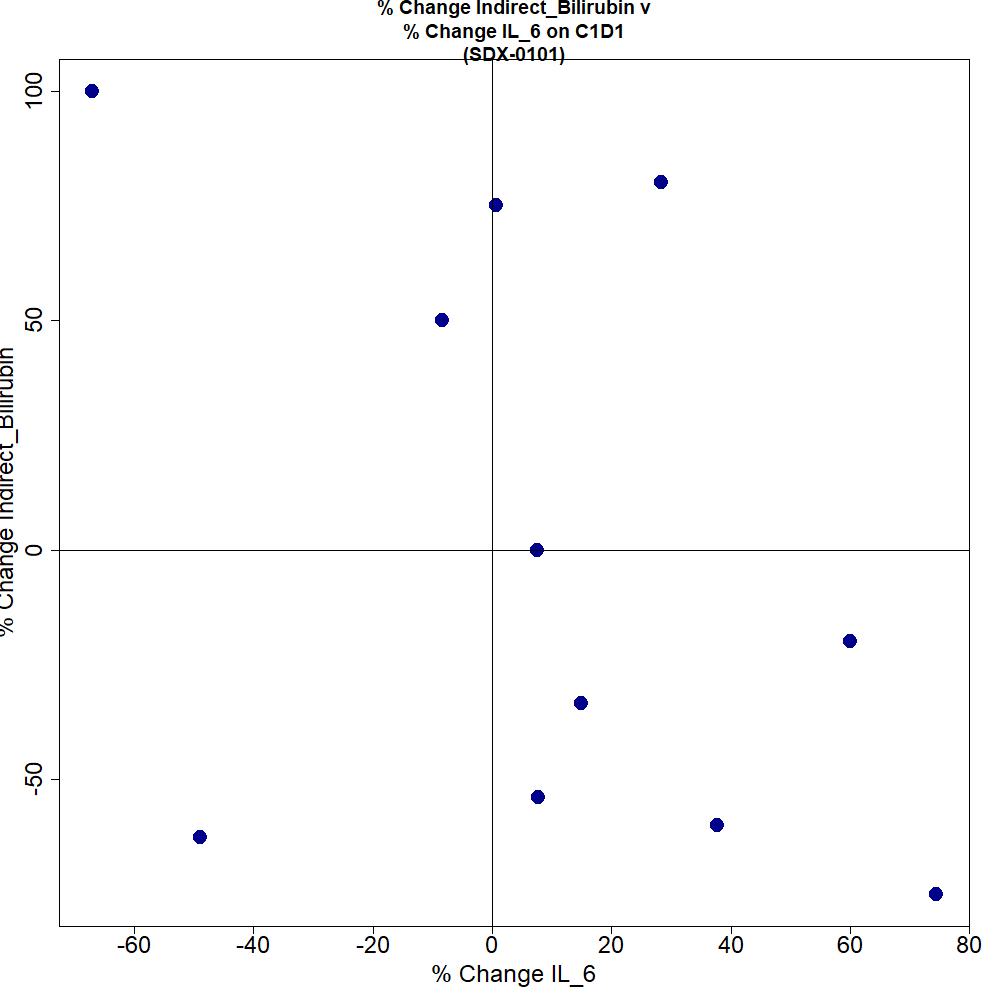 % Change Indirect_Bilirubin v
% Change IL_6 on C1D1
(SDX-0101)
100
50
0
-50
% Change Indirect_Bilirubin
-60
-40
-20
0
20
40
60
80
% Change IL_6